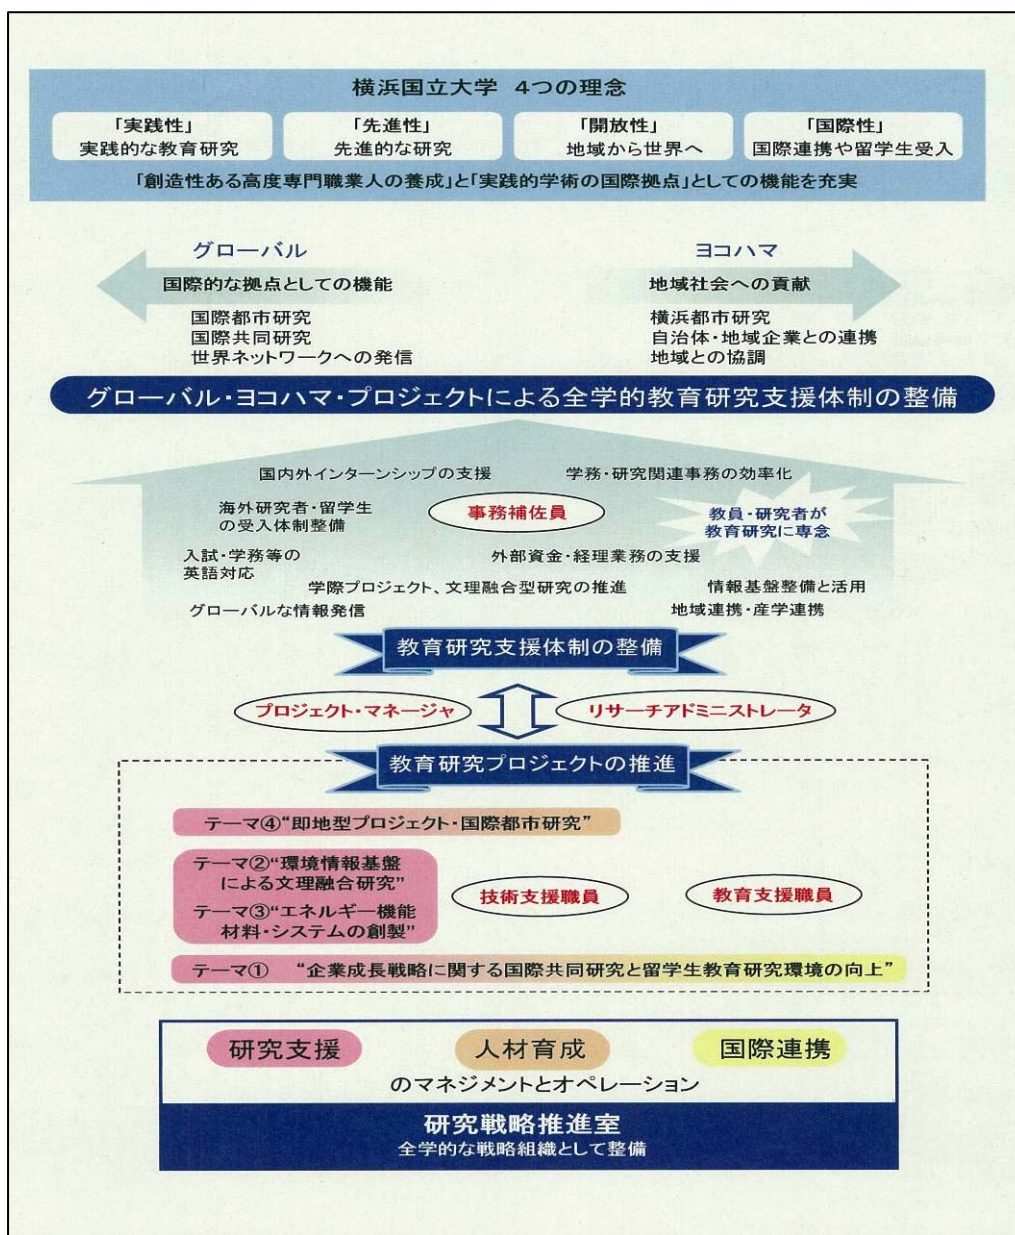 横浜国立大学 4つの理念
「実践性」
実践的な教育研究
「先進性」
先進的な研究
「開放性」
地域から世界へ
「国際性」
国際連携や留学生受入
「創造性ある高度専門職業人の養成」と「実践的学術の国際拠点」としての機能を充実
グローバル
国際的な拠点としての機能
国際都市研究
国際共同研究
世界ネットワークへの発信
ヨコハマ
地域社会への貢献
横浜都市研究
自治体・地域企業との連携
地域との協調
グローバル・ヨコハマ・プロジェクトによる全学的教育研究支援体制の整備
国内外インターンシップの支援
学務・研究関連事務の効率化
海外研究者・留学生
の受入体制整備
事務補佐員
教員・研究者が
教育研究に専念
入試・学務等の
英語対応
外部資金・経理業務の支援
学際プロジェクト、文理融合型研究の推進
情報基盤整備と活用
グローバルな情報発信
地域連携・産学連携
教育研究支援体制の整備
プロジェクト・マネージャ
リサーチアドミニストレータ
教育研究プロジェクトの推進
テーマ④“即地型プロジェクト・国際都市研究”
テーマ②“環境情報基盤
による文理融合研究”
テーマ③“エネルギー機能
材料・システムの創製”
技術支援職員
教育支援職員
テーマ① “企業成長戦略に関する国際共同研究と留学生教育研究環境の向上”
研究支援
人材育成
国際連携
のマネジメントとオペレーション
研究戦略推進室
全学的な戦略組織として整備